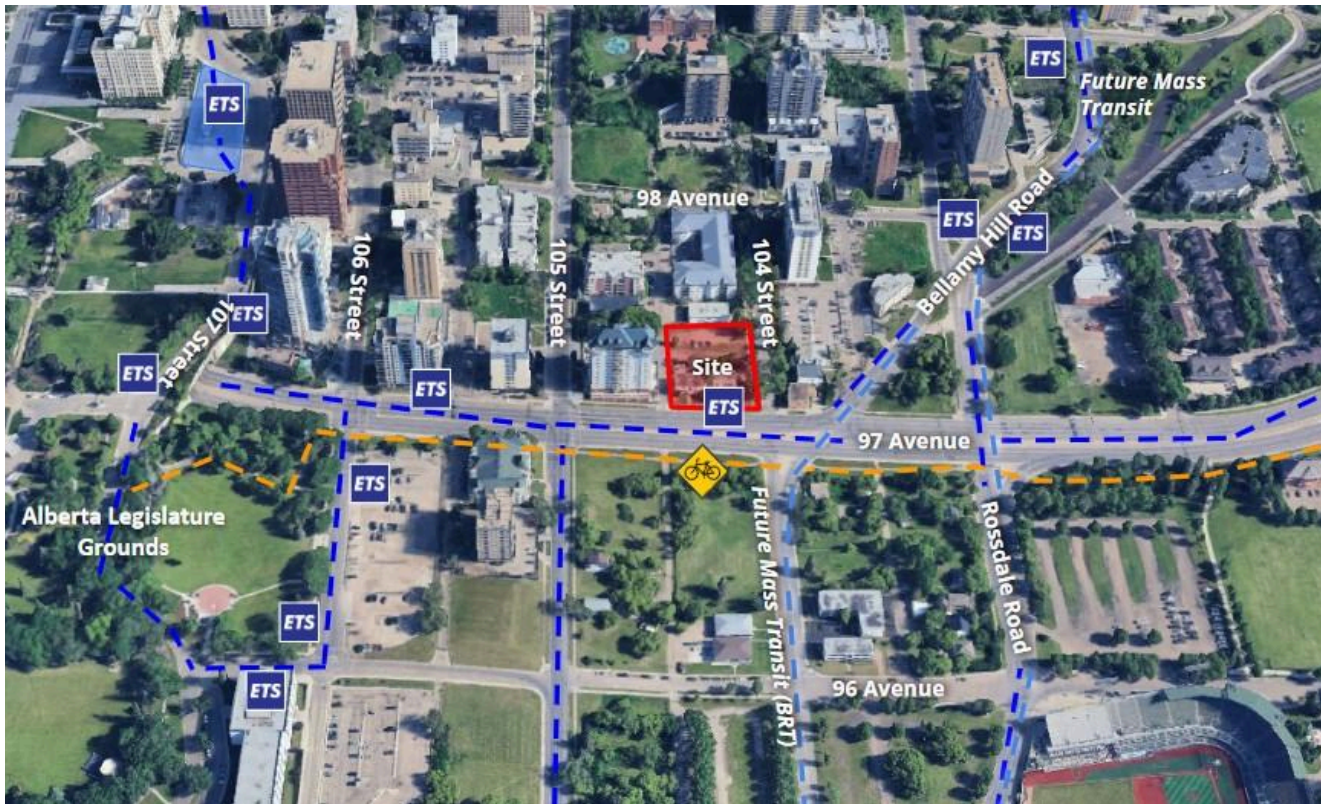 ETS
Future Mass
Transit
ETS
98 Avenue
ETS
ETS
Bellamy Hill Road
106 Street
105 Street
104 Street
107 Street
ETS
ETS
ETS
Site
ETS
97 Avenue
ETS
Alberta Legislature
Grounds
Future Mass Transit (BRT)
Rossdale Road
ETS
96 Avenue
ETS